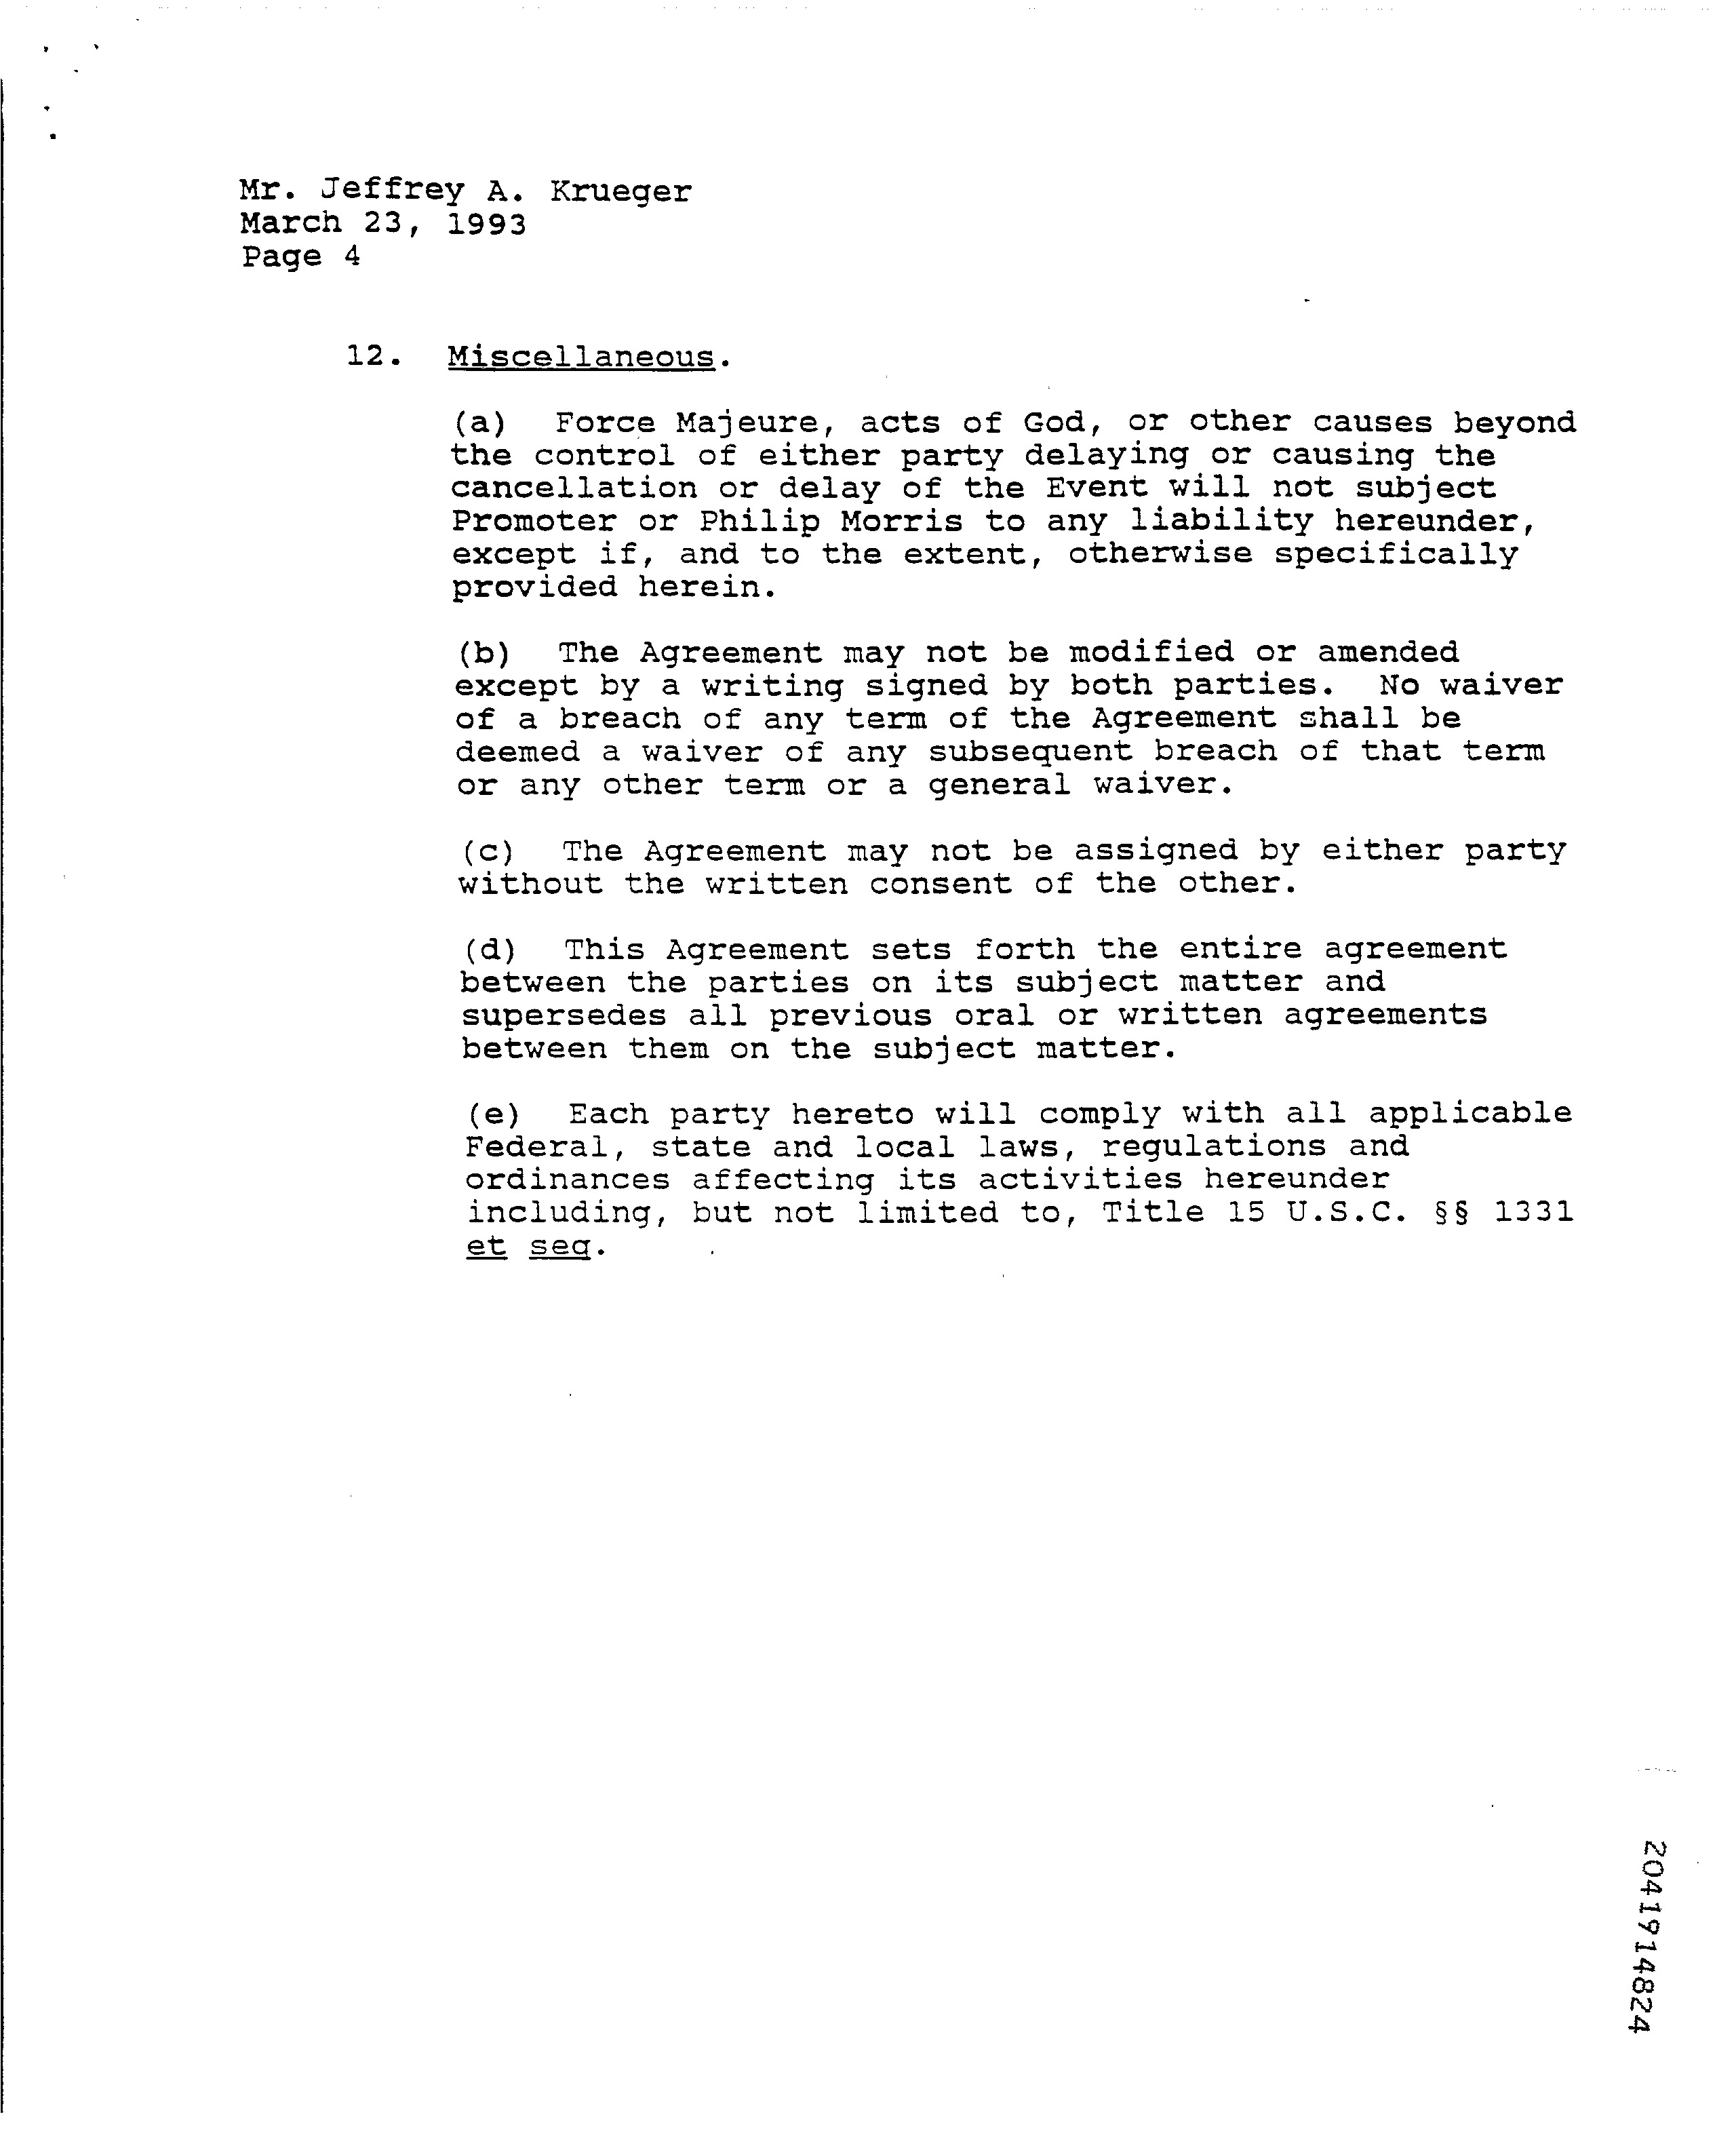 Mr. Jeffrey A. Krueger
March 23, 1993
Page 4
12. Miscellaneous.
(a) Force Majeure, acts of God, or other causes beyond
the control of either party delaying or causing the
cancellation or delay of the Event will not subject
Promoter or Philip Morris to any liability hereunder,
except if, and to the extent, otherwise specifically
provided herein.
(b) The Agreement may not be modified or amended
except by a writing signed by both parties. No waiver
of a breach of any term of the Agreement shall be
deemed a waiver of any subsequent breach of that term
or any other term or a general waiver.
(c) The Agreement may not be assigned by either party
without the written consent of the other.
(d) This Agreement sets forth the entire agreement
between the parties on its subject matter and
supersedes all previous oral or written agreements
between them on the subject matter.
(e) Each party hereto will comply with all applicable
Federal, state and local laws, regulations and
ordinances affecting its activities hereunder
including, but not limited to, Title 15 U.S.C. §§ 1331
et seq.
2041914824